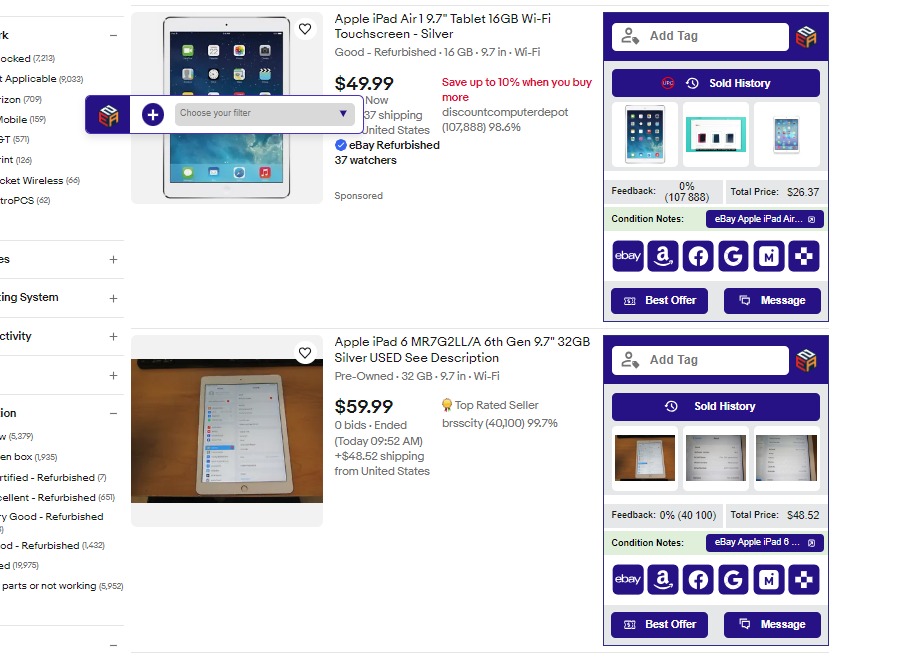 rk
ocked (7,213)
t Applicable (9,033)
rizon (709)
Mobile (159)
&T (571)
rint (126)
cket Wireless (66)
troPCS (62)
es
ting System
ctivity
ion
w (5,379)
en box (1,935)
rtified - Refurbished (7)
cellent - Refurbished (651)
ry Good - Refurbished
od - Refurbished (1,432)
ed (19,975)
parts or not working (5,952)
Choose your filter
Apple iPad Air 1 9.7" Tablet 16GB Wi-Fi
Touchscreen - Silver
Good - Refurbished · 16 GB · 9.7 in · Wi-Fi
$49.99
Now
37 shipping
United States
eBay Refurbished
37 watchers
Sponsored
Save up to 10% when you buy
more
discountcomputerdepot
(107,888) 98.6%
Add Tag
UPC
Sold History
Feedback: 0%
(107 888)
Total Price: $26.37
Condition Notes: eBay Apple iPad Air...
ebay
Best Offer
Message
Apple iPad 6 MR7G2LL/A 6th Gen 9.7" 32GB
Silver USED See Description
Pre-Owned · 32 GB · 9.7 in · Wi-Fi
$59.99
0 bids · Ended
(Today 09:52 AM)
+$48.52 shipping
from United States
Top Rated Seller
brsscity (40,100) 99.7%
Add Tag
Sold History
Feedback: 0% (40 100)
Total Price: $48.52
Condition Notes: eBay Apple iPad 6 ...
ebay
Best Offer
Message